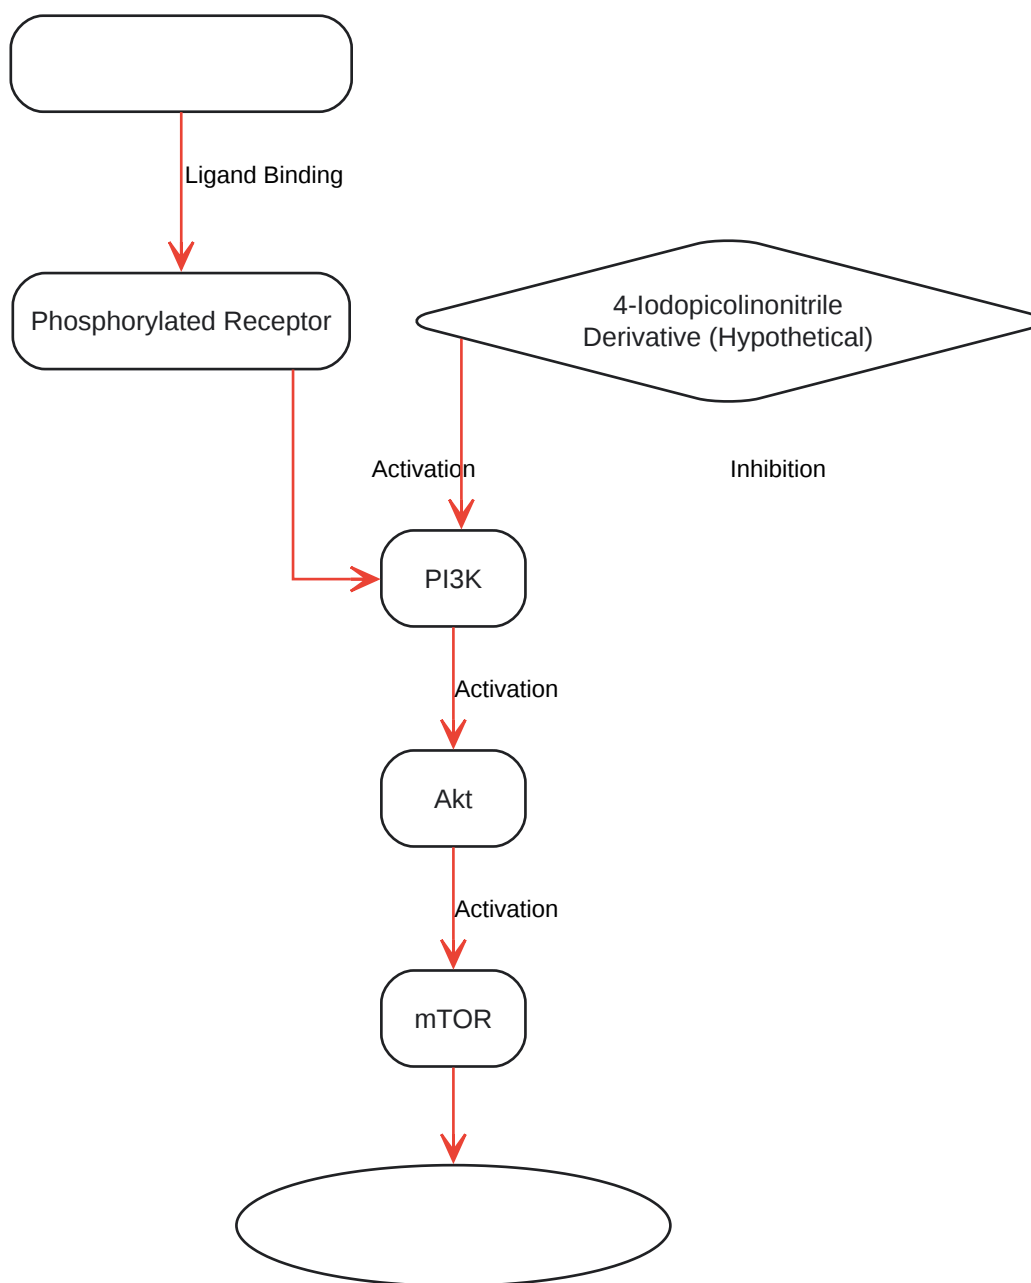 Ligand Binding
Phosphorylated Receptor
4-Iodopicolinonitrile
Derivative (Hypothetical)
Activation
Inhibition
PI3K
Activation
Akt
Activation
mTOR